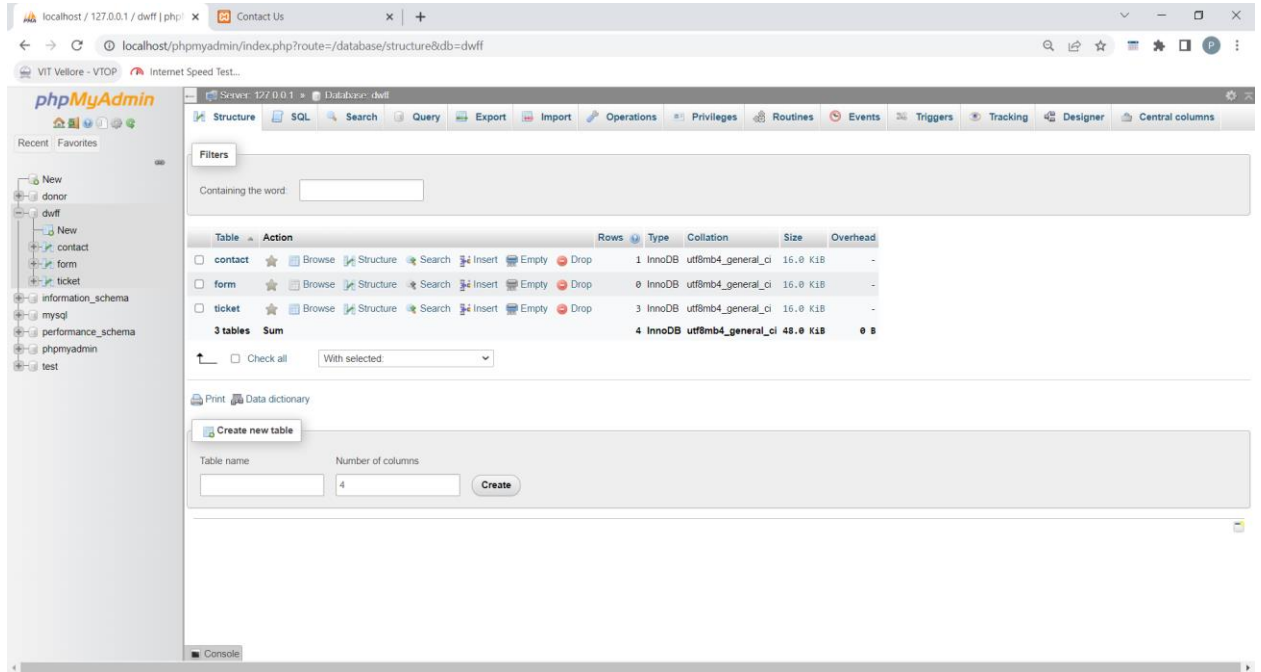 localhost / 127.0.0.1 / dwff | php
Contact Us
localhost/phpmyadmin/index.php?route=/database/structure&db=dwff
P
VIT Vellore - VTOP Internet Speed Test...
phpMyAdmin
Recent Favorites
New
donor
dwff
New
contact
form
ticket
information_schema
mysql
performance_schema
phpmyadmin
test
Server: 127.0.0.1 » Database: dwff
Structure SQL Search Query Export Import Operations Privileges Routines Events Triggers Tracking Designer Central columns
Filters
Containing the word:
Table Action Rows Type Collation Size Overhead
contact Browse Structure Search Insert Empty Drop 1 InnoDB utf8mb4_general_ci 16.0 KiB -
form Browse Structure Search Insert Empty Drop 0 InnoDB utf8mb4_general_ci 16.0 KiB -
ticket Browse Structure Search Insert Empty Drop 3 InnoDB utf8mb4_general_ci 16.0 KiB -
3 tables Sum 4 InnoDB utf8mb4_general_ci 48.0 KiB 0 B
Check all With selected:
Print Data dictionary
Create new table
Table name Number of columns
4 Create
Console